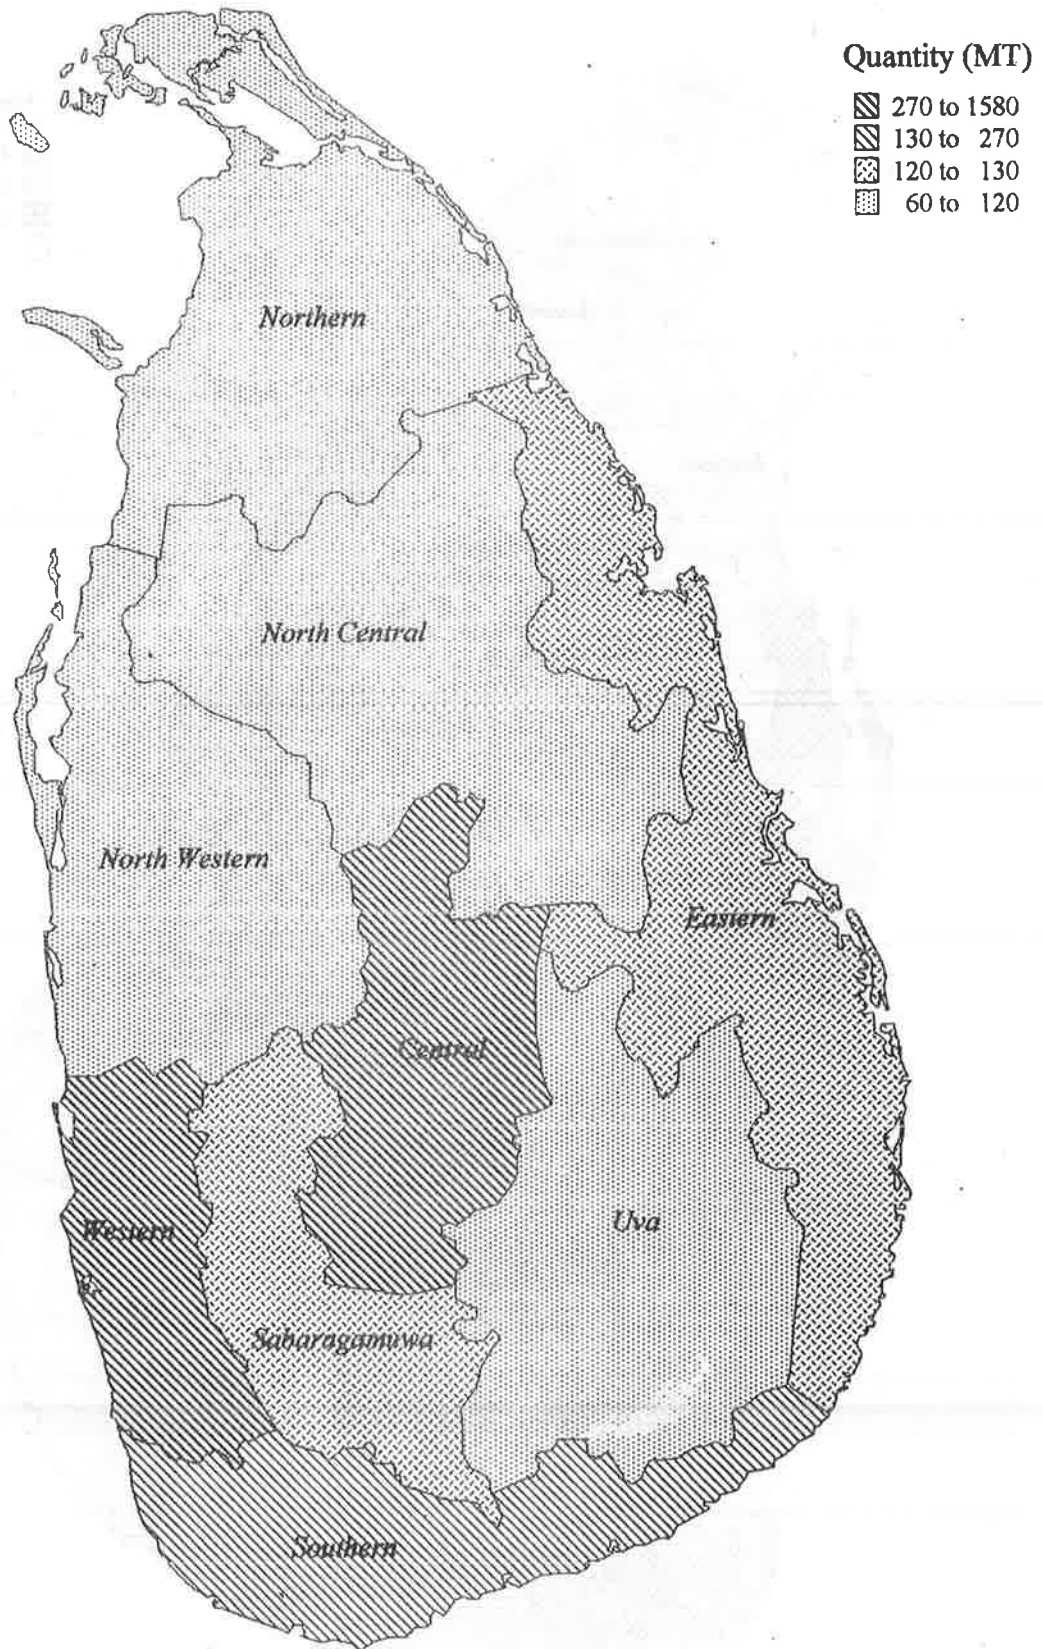 Quantity (MT)
270 to 1580
130 to 270
120 to 130
60 to 120
Northern
North Central
North Western
Eastern
Central
Uva
Western
Sabaragamuwa
Southern